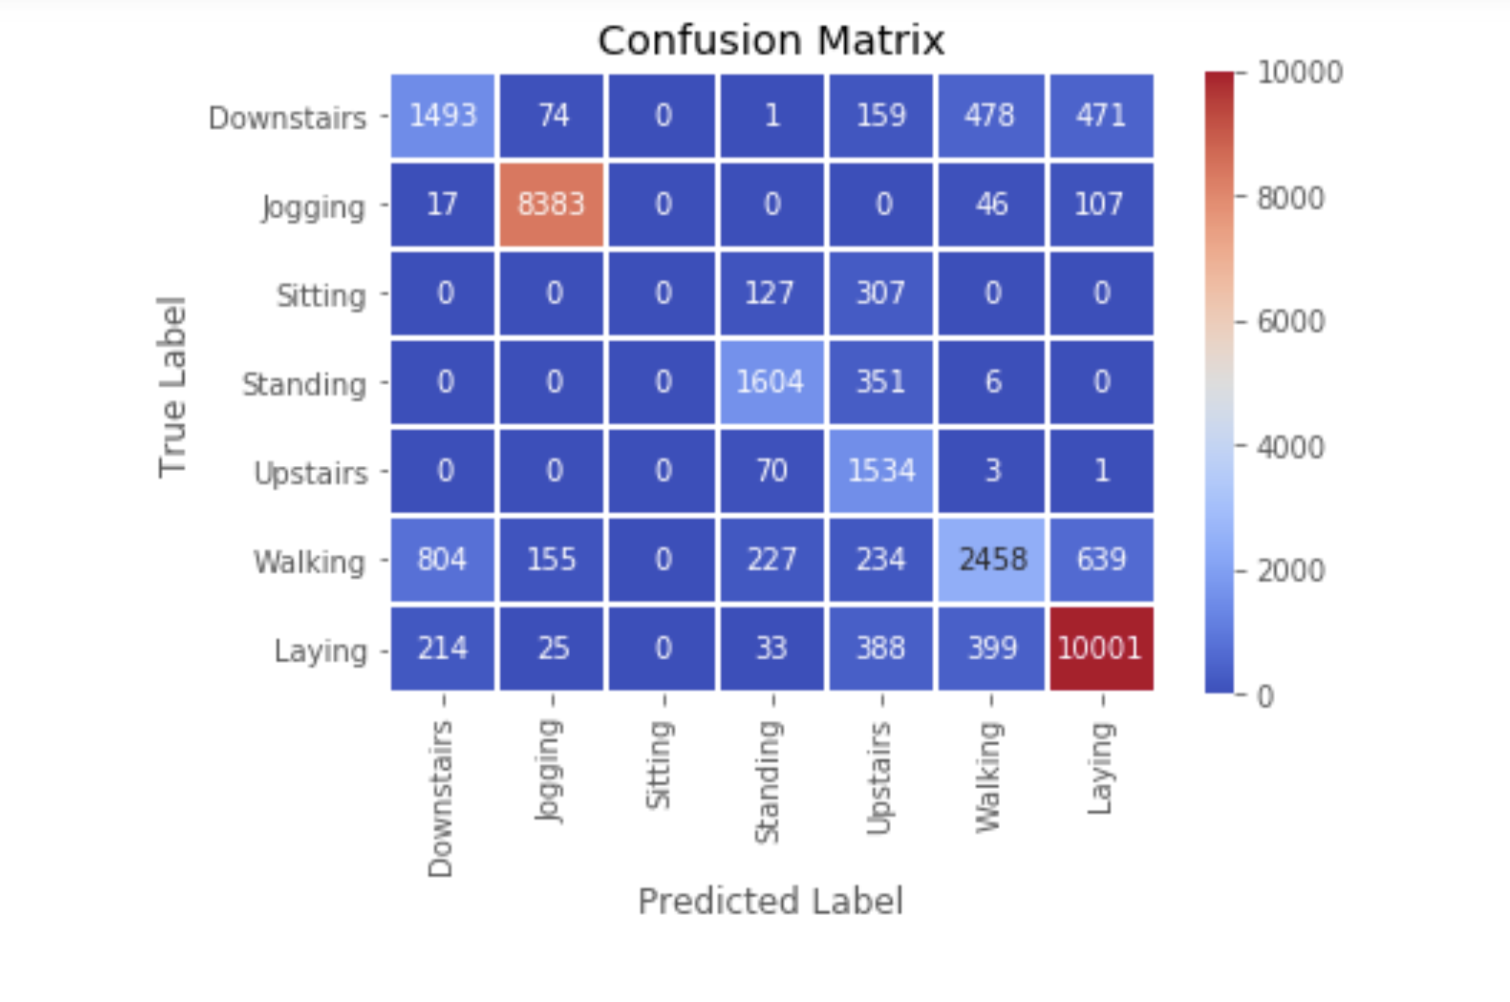 Confusion Matrix
Downstairs 1493 74 0 1 159 478 471
Jogging 17 8383 0 0 0 46 107
Sitting 0 0 0 127 307 0 0
Standing 0 0 0 1604 351 6 0
Upstairs 0 0 0 70 1534 3 1
Walking 804 155 0 227 234 2458 639
Laying 214 25 0 33 388 399 10001
True Label
Downstairs Jogging Sitting Standing Upstairs Walking Laying
Predicted Label
10000
8000
6000
4000
2000
0